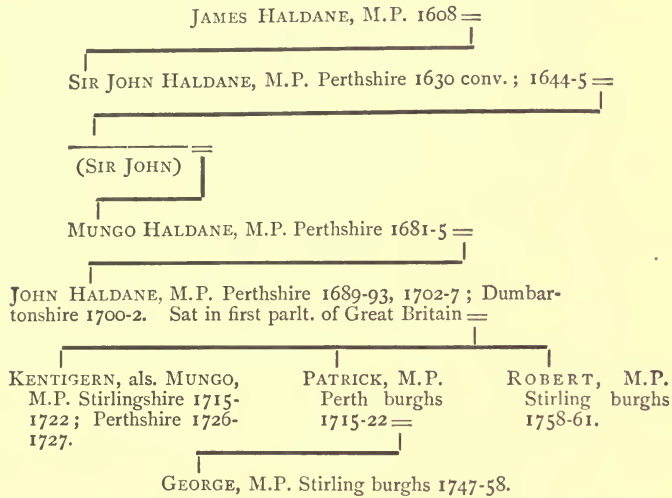 JAMES HALDANE, M.P. 1608 =
SIR JOHN HALDANE, M.P. Perthshire 1630 conv.; 1644-5 =
=
(SIR JOHN)
MUNGO HALDANE, M.P. Perthshire 1681-5 =
JOHN HALDANE, M.P. Perthshire 1689-93, 1702-7; Dumbar-
tonshire 1700-2. Sat in first parlt. of Great Britain =
KENTIGERN, als. MUNGO,
M.P. Stirlingshire 1715-
1722; Perthshire 1726-
1727.
PATRICK, M.P.
Perth burghs
1715-22 =
ROBERT, M.P.
Stirling burghs
1758-61.
GEORGE, M.P. Stirling burghs 1747-58.